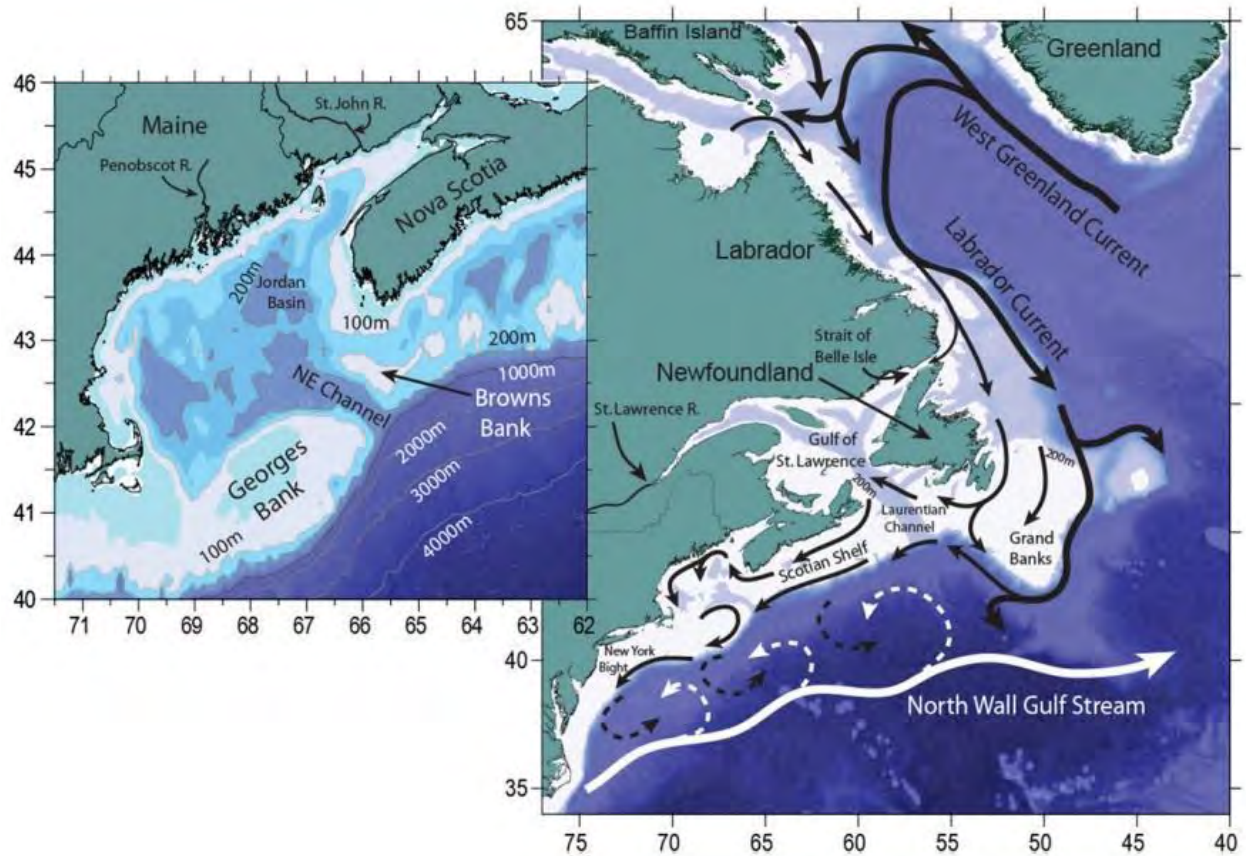 46
45
44
43
42
41
40
71
70
69
68
67
66
65
64
63
62
Maine
St. John R.
Penobscot R.
Nova Scotia
200m
Jordan
Basin
100m
200m
1000m
NE Channel
Browns
Bank
2000m
3000m
4000m
Georges
Bank
100m
65
40
35
75
70
65
60
55
50
45
40
Baffin Island
Greenland
West Greenland Current
Labrador
Labrador Current
Strait of
Belle Isle
Newfoundland
St. Lawrence R.
Gulf of
St. Lawrence
200m
200m
Laurentian
Channel
Grand
Banks
Scotian Shelf
New York
Bight
North Wall Gulf Stream